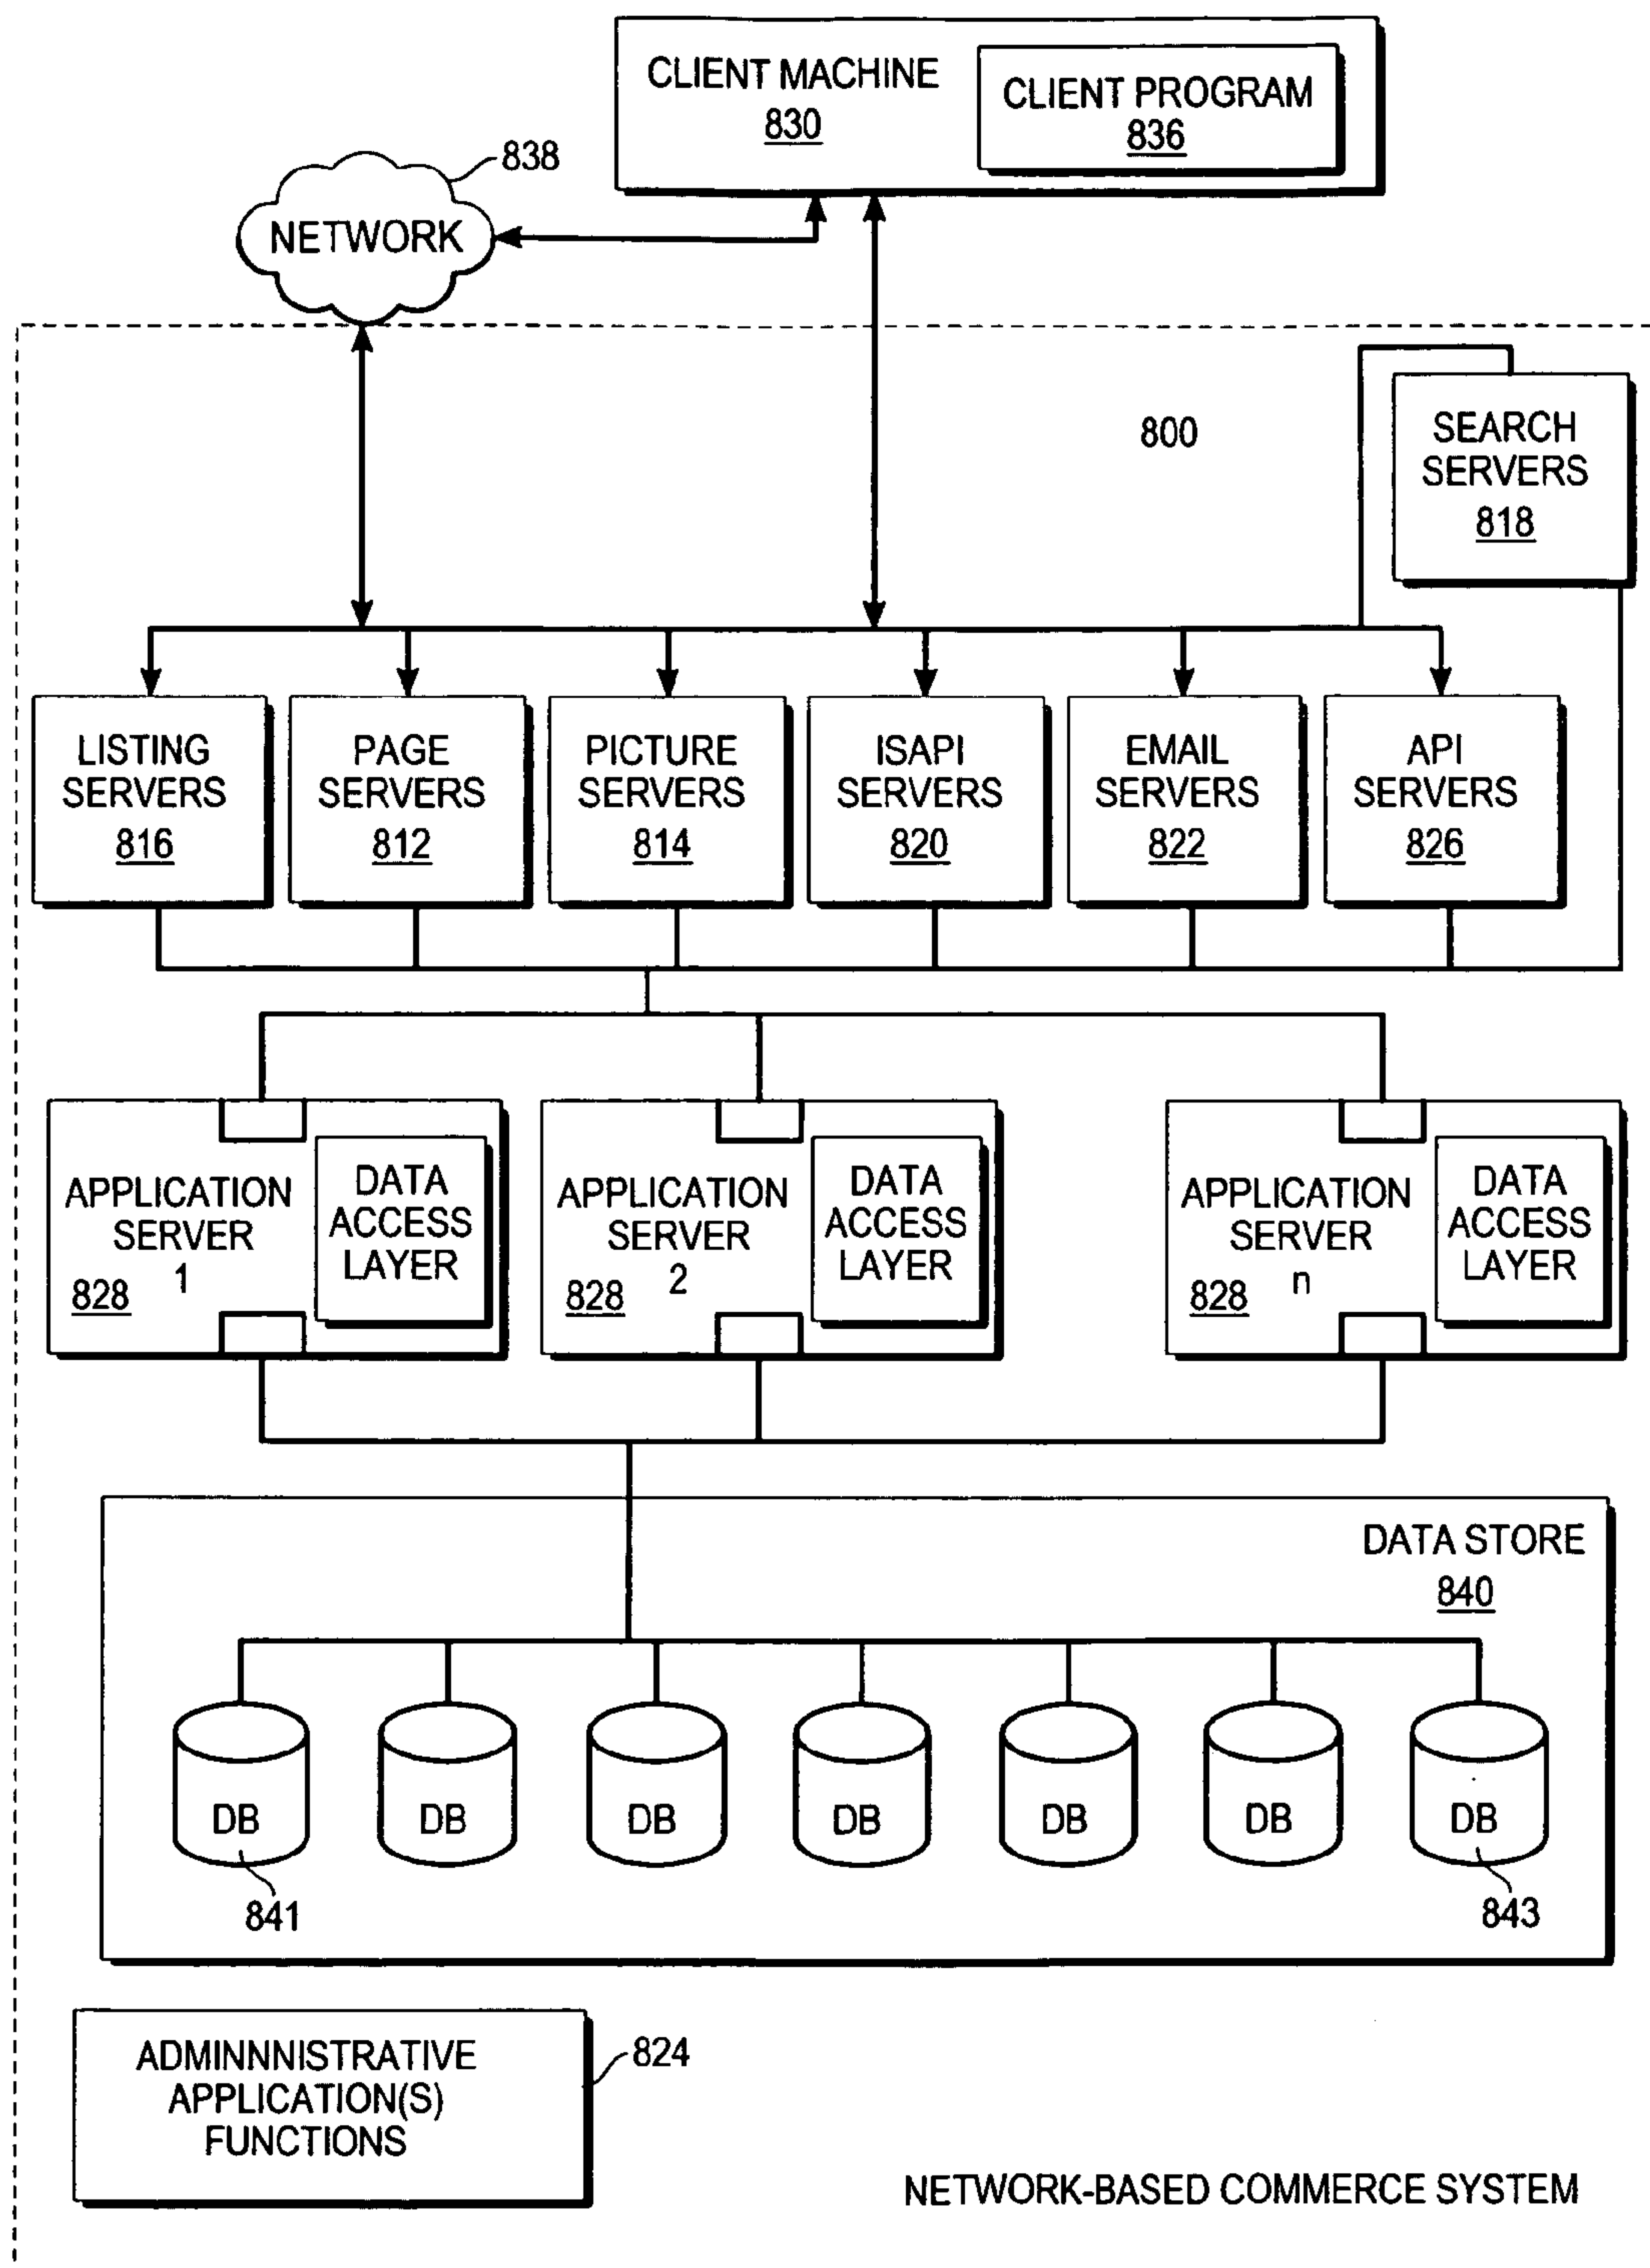 CLIENT MACHINE
830
CLIENT PROGRAM
836
838
NETWORK
800
SEARCH
SERVERS
818
LISTING
SERVERS
816
PAGE
SERVERS
812
PICTURE
SERVERS
814
ISAPI
SERVERS
820
EMAIL
SERVERS
822
API
SERVERS
826
APPLICATION
SERVER
1
828
DATA
ACCESS
LAYER
APPLICATION
SERVER
2
828
DATA
ACCESS
LAYER
APPLICATION
SERVER
n
828
DATA
ACCESS
LAYER
DATA STORE
840
DB
DB
DB
DB
DB
DB
DB
841
843
ADMINNNISTRATIVE
APPLICATION(S)
FUNCTIONS
824
NETWORK-BASED COMMERCE SYSTEM